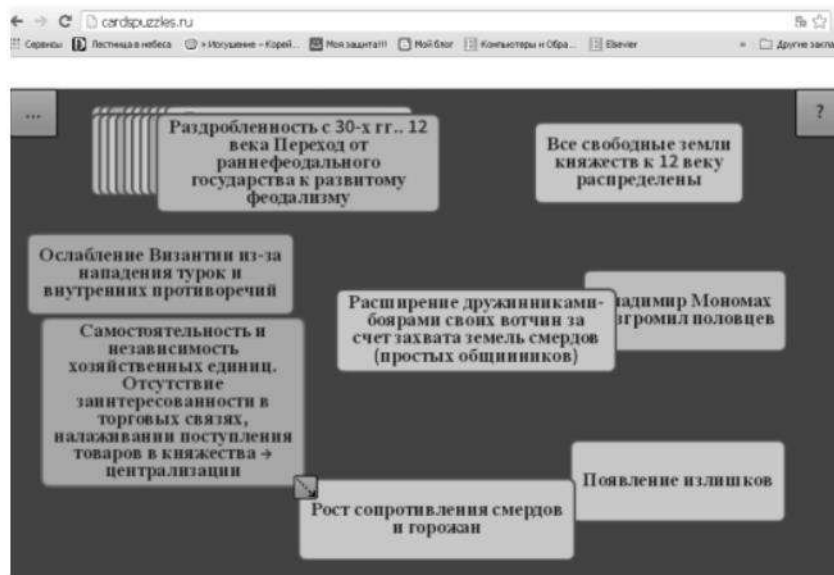 cardspuzzles.ru
Сервисы Лестница в небеса » Искушение – Корей... Моя защита!!! Мой блог Компьютеры и Обра... Elsevier » Другие закла
... ?
Раздробленность с 30-х гг.. 12
века Переход от
раннефеодального
государства к развитому
феодализму
Все свободные земли
княжеств к 12 веку
распределены
Ослабление Византии из-за
нападения турок и
внутренних противоречий
Расширение дружинниками-
боярами своих вотчин за
счет захвата земель смердов
(простых общинников)
ладимир Мономах
згромил половцев
Самостоятельность и
независимость
хозяйственных единиц.
Отсутствие
заинтересованности в
торговых связях,
налаживании поступления
товаров в княжества →
централизации
Появление излишков
Рост сопротивления смердов
и горожан